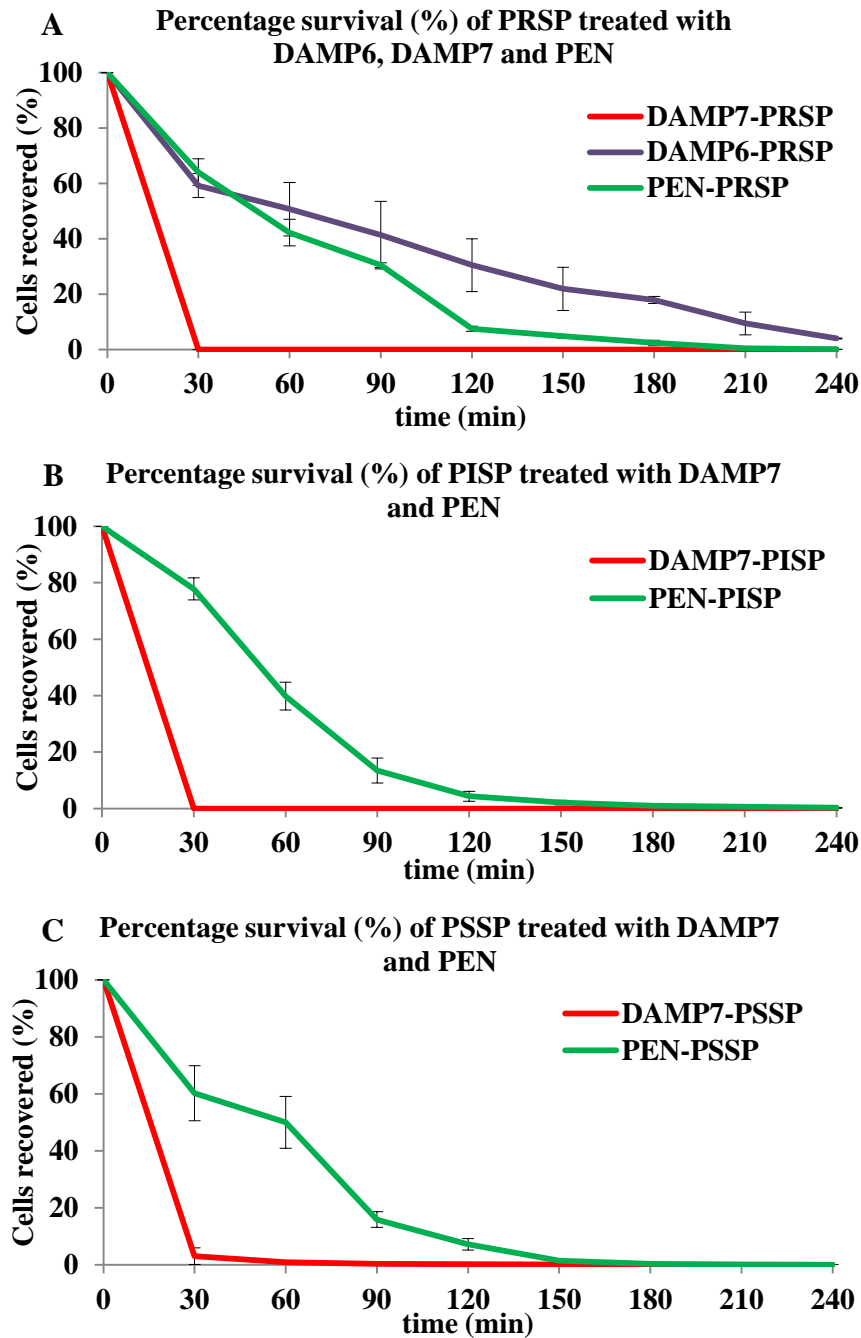 A Percentage survival (%) of PRSP treated with
DAMP6, DAMP7 and PEN
100
80
60
40
20
0
Cells recovered (%)
DAMP7-PRSP
DAMP6-PRSP
PEN-PRSP
0 30 60 90 120 150 180 210 240
time (min)
B Percentage survival (%) of PISP treated with DAMP7
and PEN
100
80
60
40
20
0
Cells recovered (%)
DAMP7-PISP
PEN-PISP
0 30 60 90 120 150 180 210 240
time (min)
C Percentage survival (%) of PSSP treated with DAMP7
and PEN
100
80
60
40
20
0
Cells recovered (%)
DAMP7-PSSP
PEN-PSSP
0 30 60 90 120 150 180 210 240
time (min)